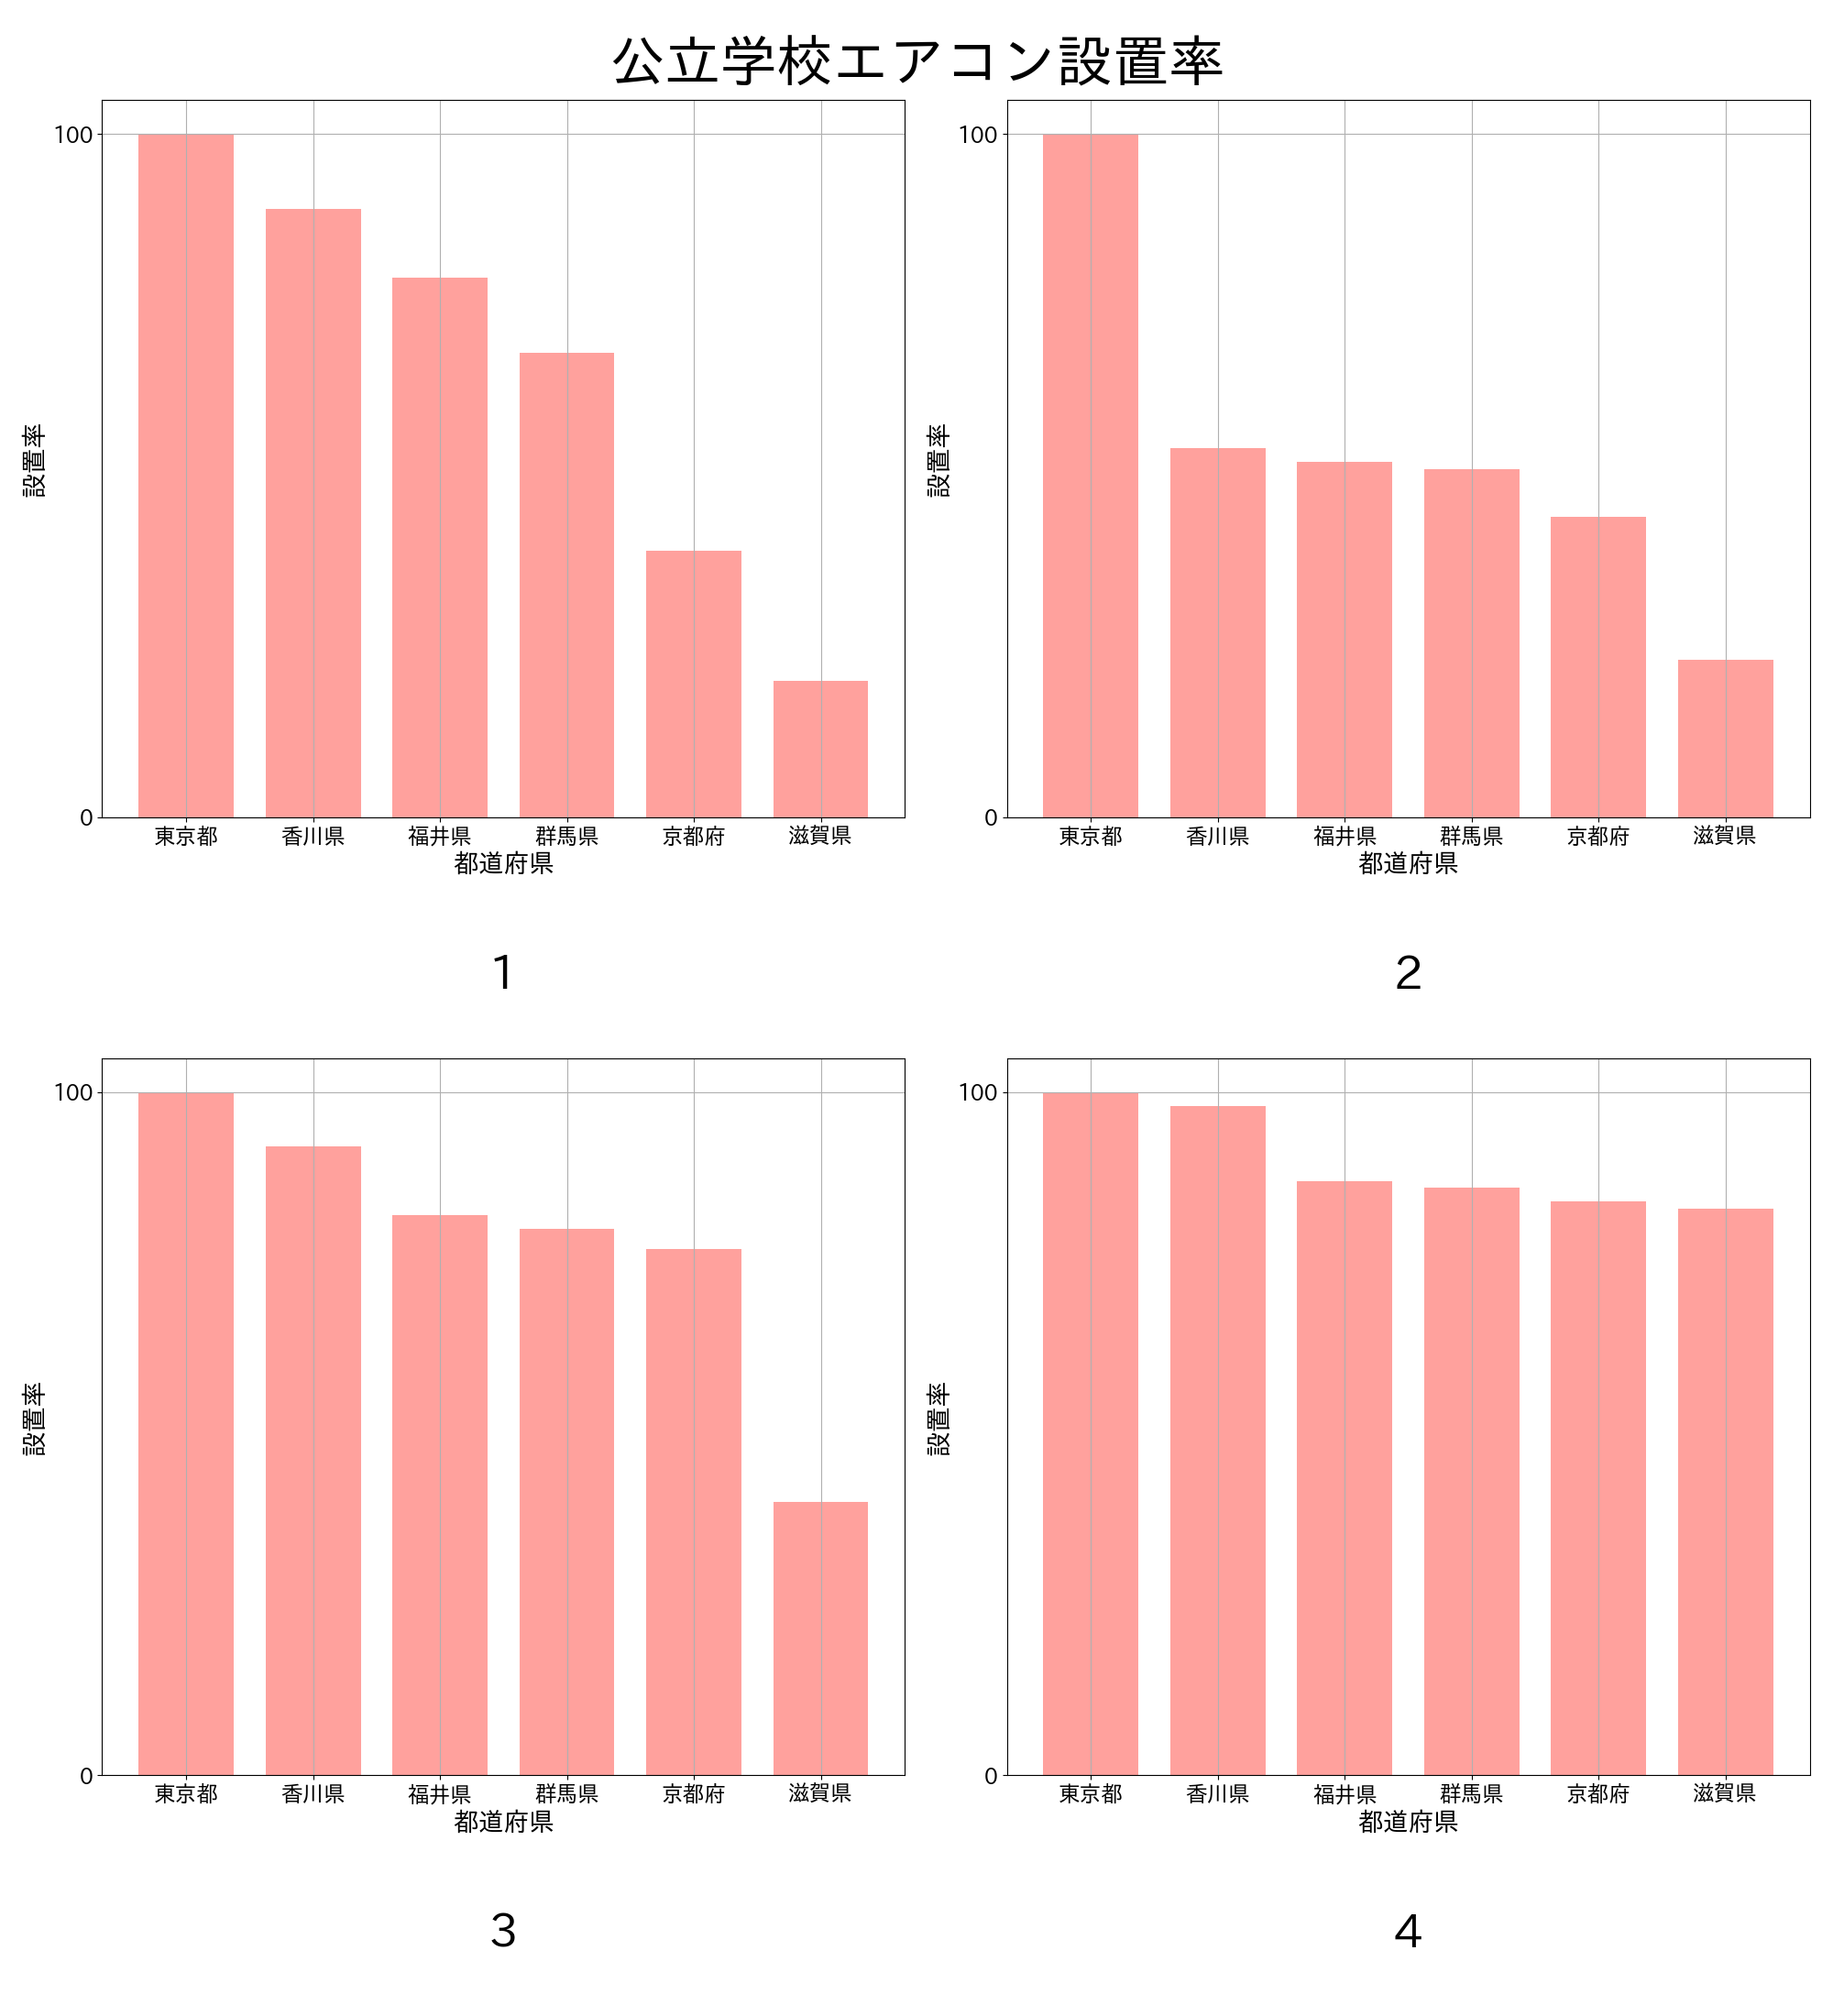 公立学校エアコン設置率
100
0
設置率
東京都 香川県 福井県 群馬県 京都府 滋賀県
都道府県
1
100
0
設置率
東京都 香川県 福井県 群馬県 京都府 滋賀県
都道府県
2
100
0
設置率
東京都 香川県 福井県 群馬県 京都府 滋賀県
都道府県
3
100
0
設置率
東京都 香川県 福井県 群馬県 京都府 滋賀県
都道府県
4